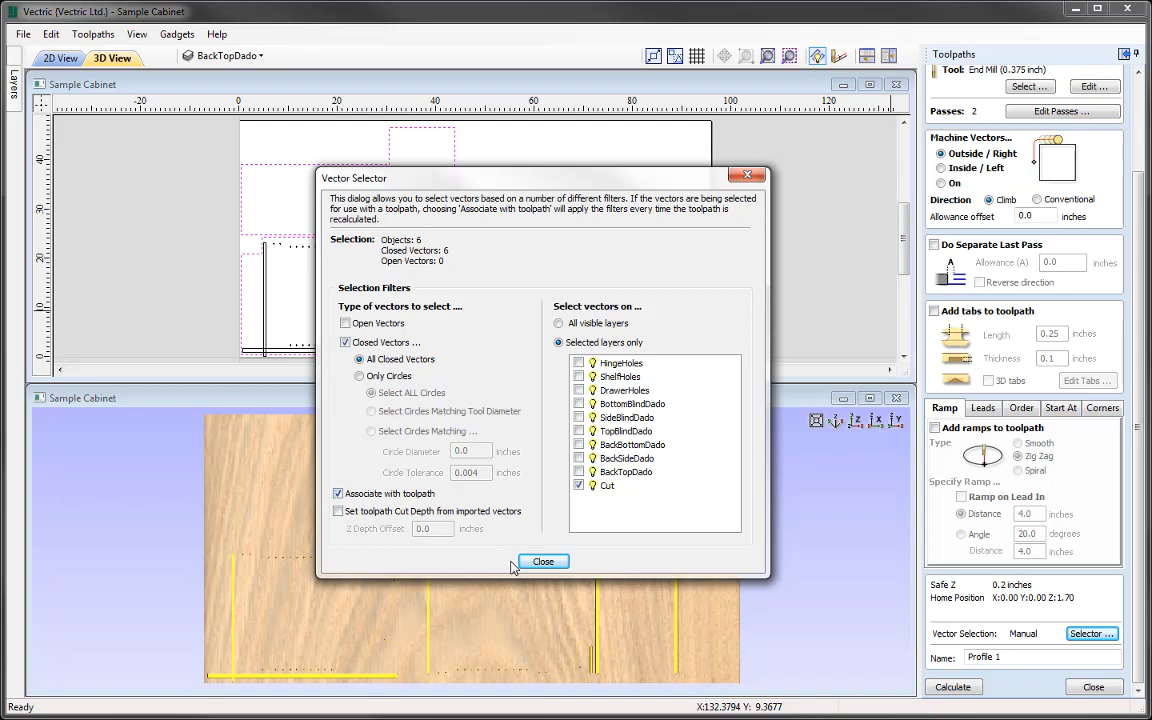 Vectric {Vectric Ltd.} - Sample Cabinet
File Edit Toolpaths View Gadgets Help
2D View 3D View BackTopDado
Layers
Sample Cabinet
-20 0 20 40 60 80 100 120
40
30
20
10
0
Sample Cabinet
Vector Selector
This dialog allows you to select vectors based on a number of different filters. If the vectors are being selected
for use with a toolpath, choosing 'Associate with toolpath' will apply the filters every time the toolpath is
recalculated.
Selection: Objects: 6
Closed Vectors: 6
Open Vectors: 0
Selection Filters
Type of vectors to select ....
Open Vectors
Closed Vectors ...
All Closed Vectors
Only Circles
Select ALL Circles
Select Circles Matching Tool Diameter
Select Circles Matching ...
Circle Diameter 0.0 inches
Circle Tolerance 0.004 inches
Associate with toolpath
Set toolpath Cut Depth from imported vectors
Z Depth Offset 0.0 inches
Select vectors on ...
All visible layers
Selected layers only
HingeHoles
ShelfHoles
DrawerHoles
BottomBlindDado
SideBlindDado
TopBlindDado
BackBottomDado
BackSideDado
BackTopDado
Cut
Close
Z X Y
Toolpaths
Tool: End Mill (0.375 inch)
Select ... Edit ...
Passes: 2 Edit Passes ...
Machine Vectors...
Outside / Right
Inside / Left
On
Direction Climb Conventional
Allowance offset 0.0 inches
Do Separate Last Pass
A Allowance (A) 0.0 inches
Reverse direction
Add tabs to toolpath
Length 0.25 inches
Thickness 0.1 inches
3D tabs Edit Tabs ...
Ramp Leads Order Start At Corners
Add ramps to toolpath
Type Smooth
Zig Zag
Spiral
Specify Ramp ...
Ramp on Lead In
Distance 4.0 inches
Angle 20.0 degrees
Distance 4.0 inches
Safe Z 0.2 inches
Home Position X:0.00 Y:0.00 Z:1.70
Vector Selection: Manual Selector ...
Name: Profile 1
Calculate Close
Ready X:132.3794 Y: 9.3677